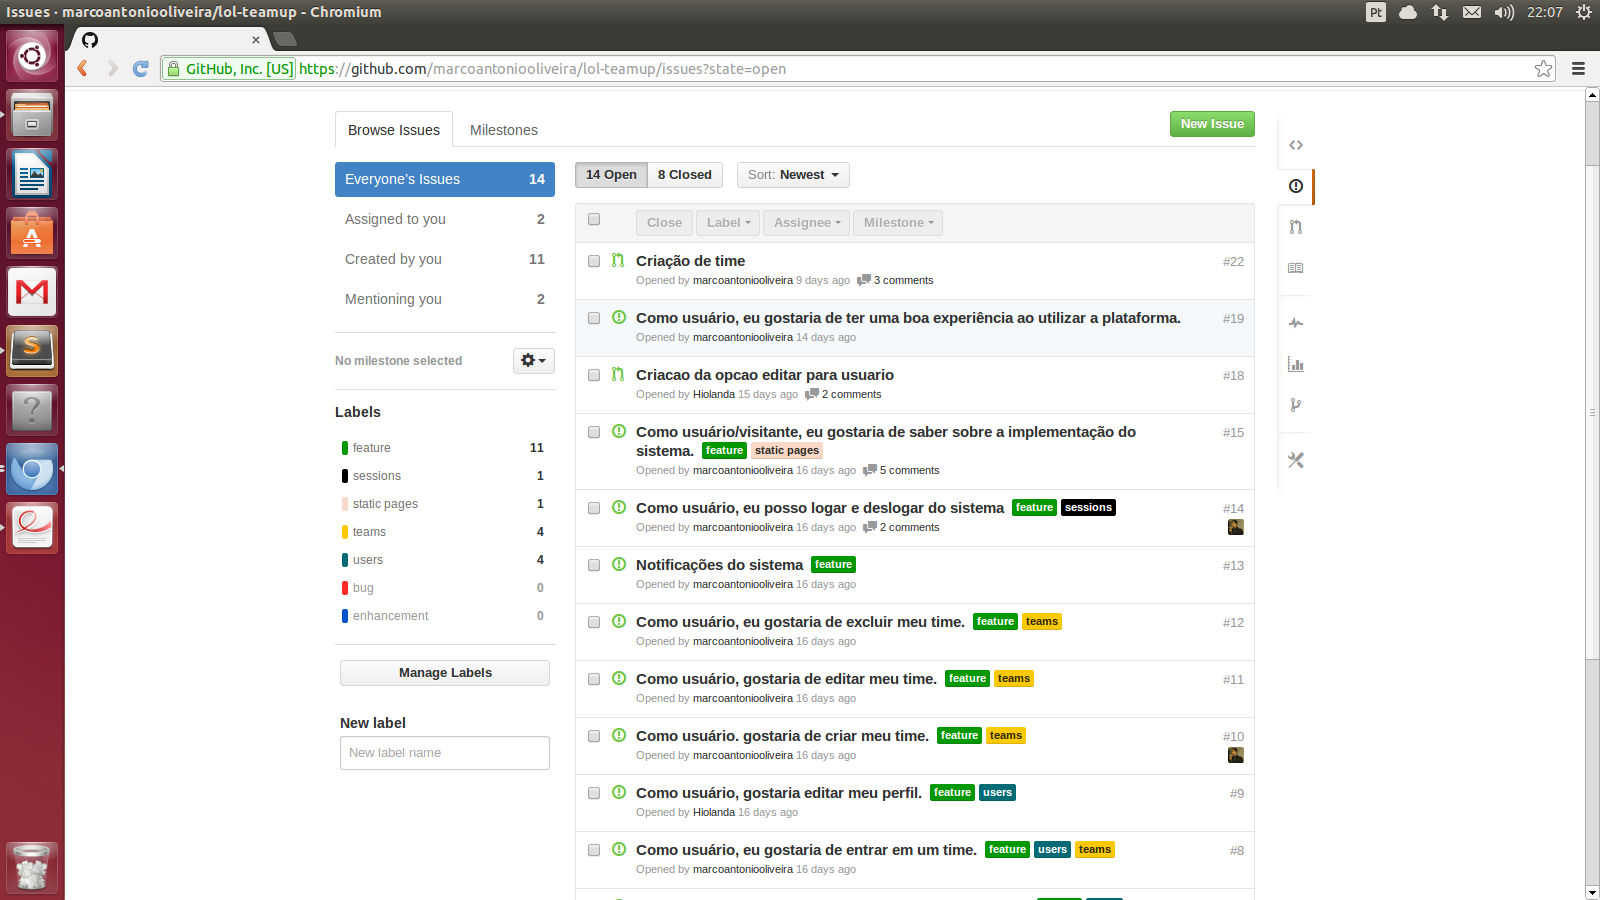 Issues · marcoantoniooliveira/lol-teamup - Chromium
Pt
22:07
GitHub, Inc. [US] https://github.com/marcoantoniooliveira/lol-teamup/issues?state=open
Browse Issues
Milestones
New Issue
Everyone's Issues 14
Assigned to you 2
Created by you 11
Mentioning you 2
No milestone selected
Labels
feature 11
sessions 1
static pages 1
teams 4
users 4
bug 0
enhancement 0
Manage Labels
New label
New label name
14 Open 8 Closed Sort: Newest
Close Label Assignee Milestone
Criação de time #22
Opened by marcoantoniooliveira 9 days ago 3 comments
Como usuário, eu gostaria de ter uma boa experiência ao utilizar a plataforma. #19
Opened by marcoantoniooliveira 14 days ago
Criacao da opcao editar para usuario #18
Opened by Hiolanda 15 days ago 2 comments
Como usuário/visitante, eu gostaria de saber sobre a implementação do #15
sistema. feature static pages
Opened by marcoantoniooliveira 16 days ago 5 comments
Como usuário, eu posso logar e deslogar do sistema feature sessions #14
Opened by marcoantoniooliveira 16 days ago 2 comments
Notificações do sistema feature #13
Opened by marcoantoniooliveira 16 days ago
Como usuário, eu gostaria de excluir meu time. feature teams #12
Opened by marcoantoniooliveira 16 days ago
Como usuário, gostaria de editar meu time. feature teams #11
Opened by marcoantoniooliveira 16 days ago
Como usuário. gostaria de criar meu time. feature teams #10
Opened by marcoantoniooliveira 16 days ago
Como usuário, gostaria editar meu perfil. feature users #9
Opened by Hiolanda 16 days ago
Como usuário, eu gostaria de entrar em um time. feature users teams #8
Opened by marcoantoniooliveira 16 days ago